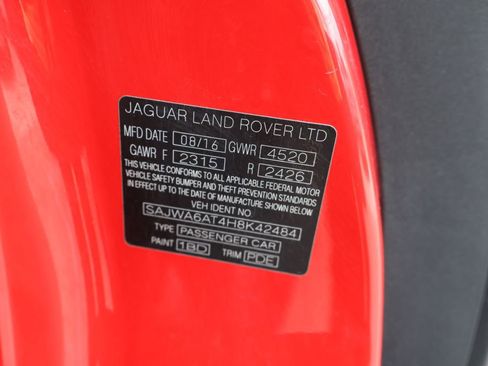 JAGUAR LAND ROVER LTD
MFD DATE 08/16 GVWR 4520
GAWR F 2315 R 2426
THIS VEHICLE CONFORMS TO ALL APPLICABLE FEDERAL MOTOR
VEHICLE SAFETY BUMPER AND THEFT PREVENTION STANDARDS
IN EFFECT UP TO THE DATE OF MANUFACTURE SHOWN ABOVE
VEH IDENT NO
SAJWA6AT4H8K42484
TYPE PASSENGER CAR
PAINT 1BD TRIM PDE